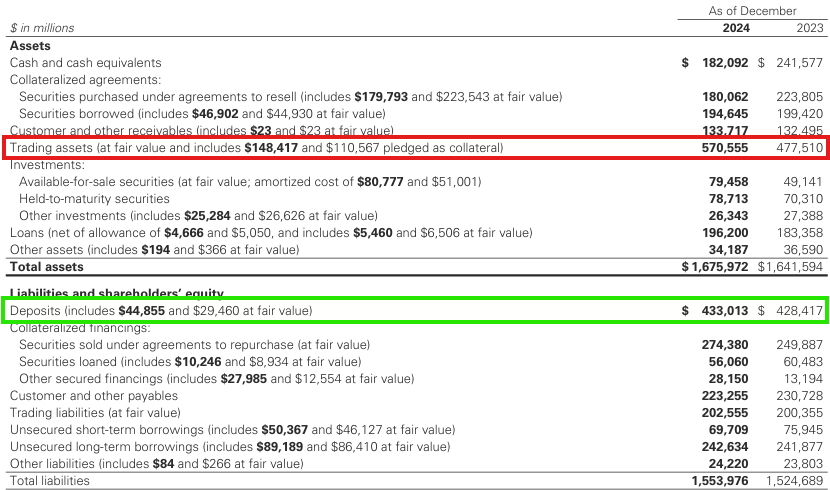 As of December
$ in millions 2024 2023
Assets
Cash and cash equivalents $ 182,092 $ 241,577
Collateralized agreements:
Securities purchased under agreements to resell (includes $179,793 and $223,543 at fair value) 180,062 223,805
Securities borrowed (includes $46,902 and $44,930 at fair value) 194,645 199,420
Customer and other receivables (includes $23 and $23 at fair value) 133,717 132,495
Trading assets (at fair value and includes $148,417 and $110,567 pledged as collateral) 570,555 477,510
Investments:
Available-for-sale securities (at fair value; amortized cost of $80,777 and $51,001) 79,458 49,141
Held-to-maturity securities 78,713 70,310
Other investments (includes $25,284 and $26,626 at fair value) 26,343 27,388
Loans (net of allowance of $4,666 and $5,050, and includes $5,460 and $6,506 at fair value) 196,200 183,358
Other assets (includes $194 and $366 at fair value) 34,187 36,590
Total assets $ 1,675,972 $1,641,594
Liabilities and shareholders' equity
Deposits (includes $44,855 and $29,460 at fair value) $ 433,013 $ 428,417
Collateralized financings:
Securities sold under agreements to repurchase (at fair value) 274,380 249,887
Securities loaned (includes $10,246 and $8,934 at fair value) 56,060 60,483
Other secured financings (includes $27,985 and $12,554 at fair value) 28,150 13,194
Customer and other payables 223,255 230,728
Trading liabilities (at fair value) 202,555 200,355
Unsecured short-term borrowings (includes $50,367 and $46,127 at fair value) 69,709 75,945
Unsecured long-term borrowings (includes $89,189 and $86,410 at fair value) 242,634 241,877
Other liabilities (includes $84 and $266 at fair value) 24,220 23,803
Total liabilities 1,553,976 1,524,689